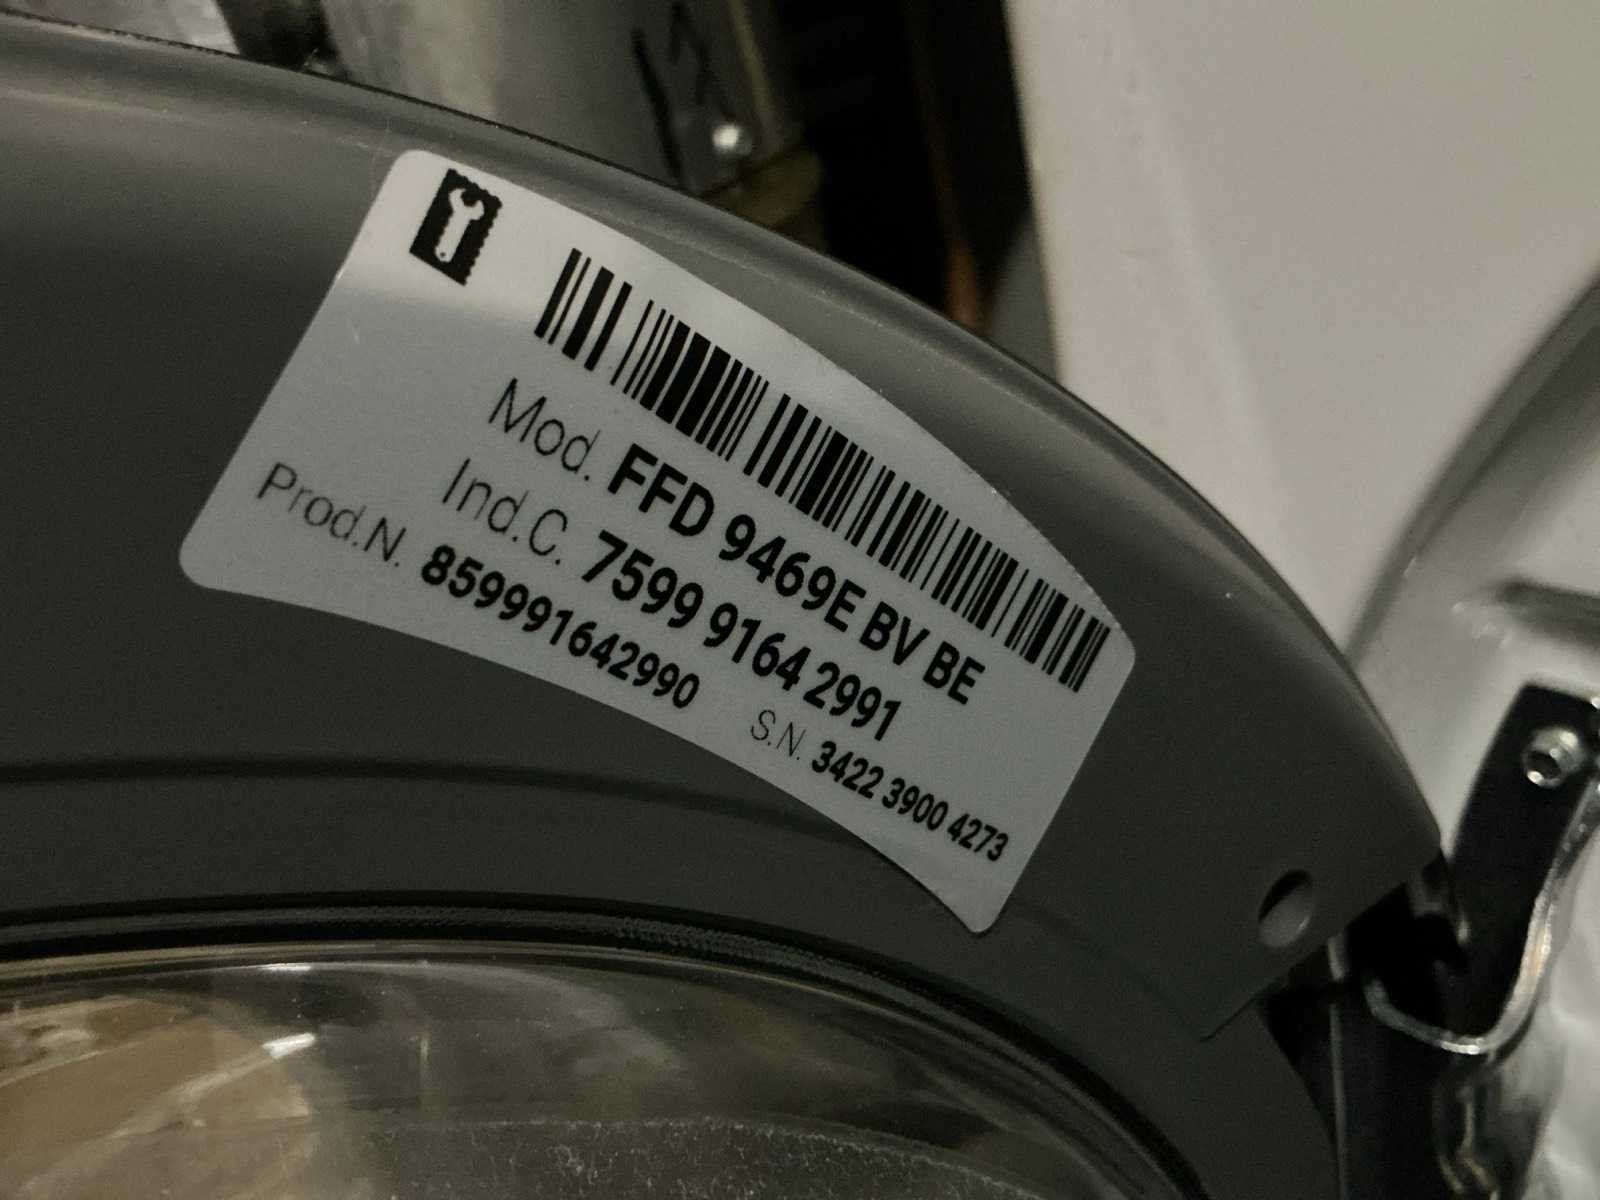 Mod. FFD 9469E BV BE
Ind.C. 7599 9164 2991
Prod.N. 859991642990 S.N. 3422 3900 4273